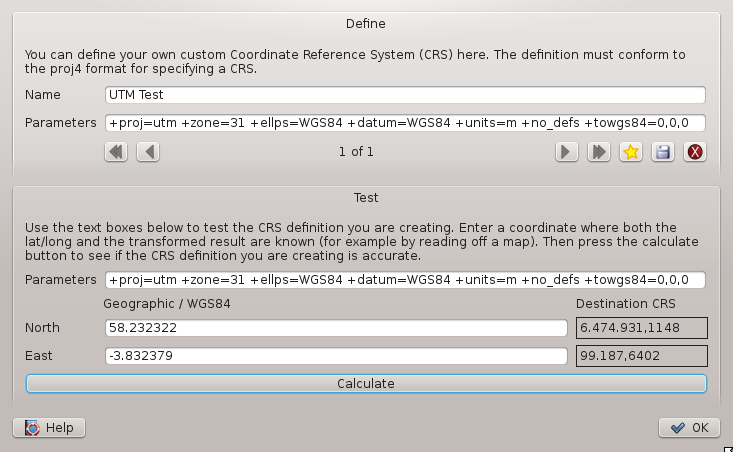 Define
You can define your own custom Coordinate Reference System (CRS) here. The definition must conform to
the proj4 format for specifying a CRS.
Name UTM Test
Parameters +proj=utm +zone=31 +ellps=WGS84 +datum=WGS84 +units=m +no_defs +towgs84=0,0,0
1 of 1
Test
Use the text boxes below to test the CRS definition you are creating. Enter a coordinate where both the
lat/long and the transformed result are known (for example by reading off a map). Then press the calculate
button to see if the CRS definition you are creating is accurate.
Parameters +proj=utm +zone=31 +ellps=WGS84 +datum=WGS84 +units=m +no_defs +towgs84=0,0,0
Geographic / WGS84 Destination CRS
North 58.232322 6.474.931,1148
East -3.832379 99.187,6402
Calculate
Help OK